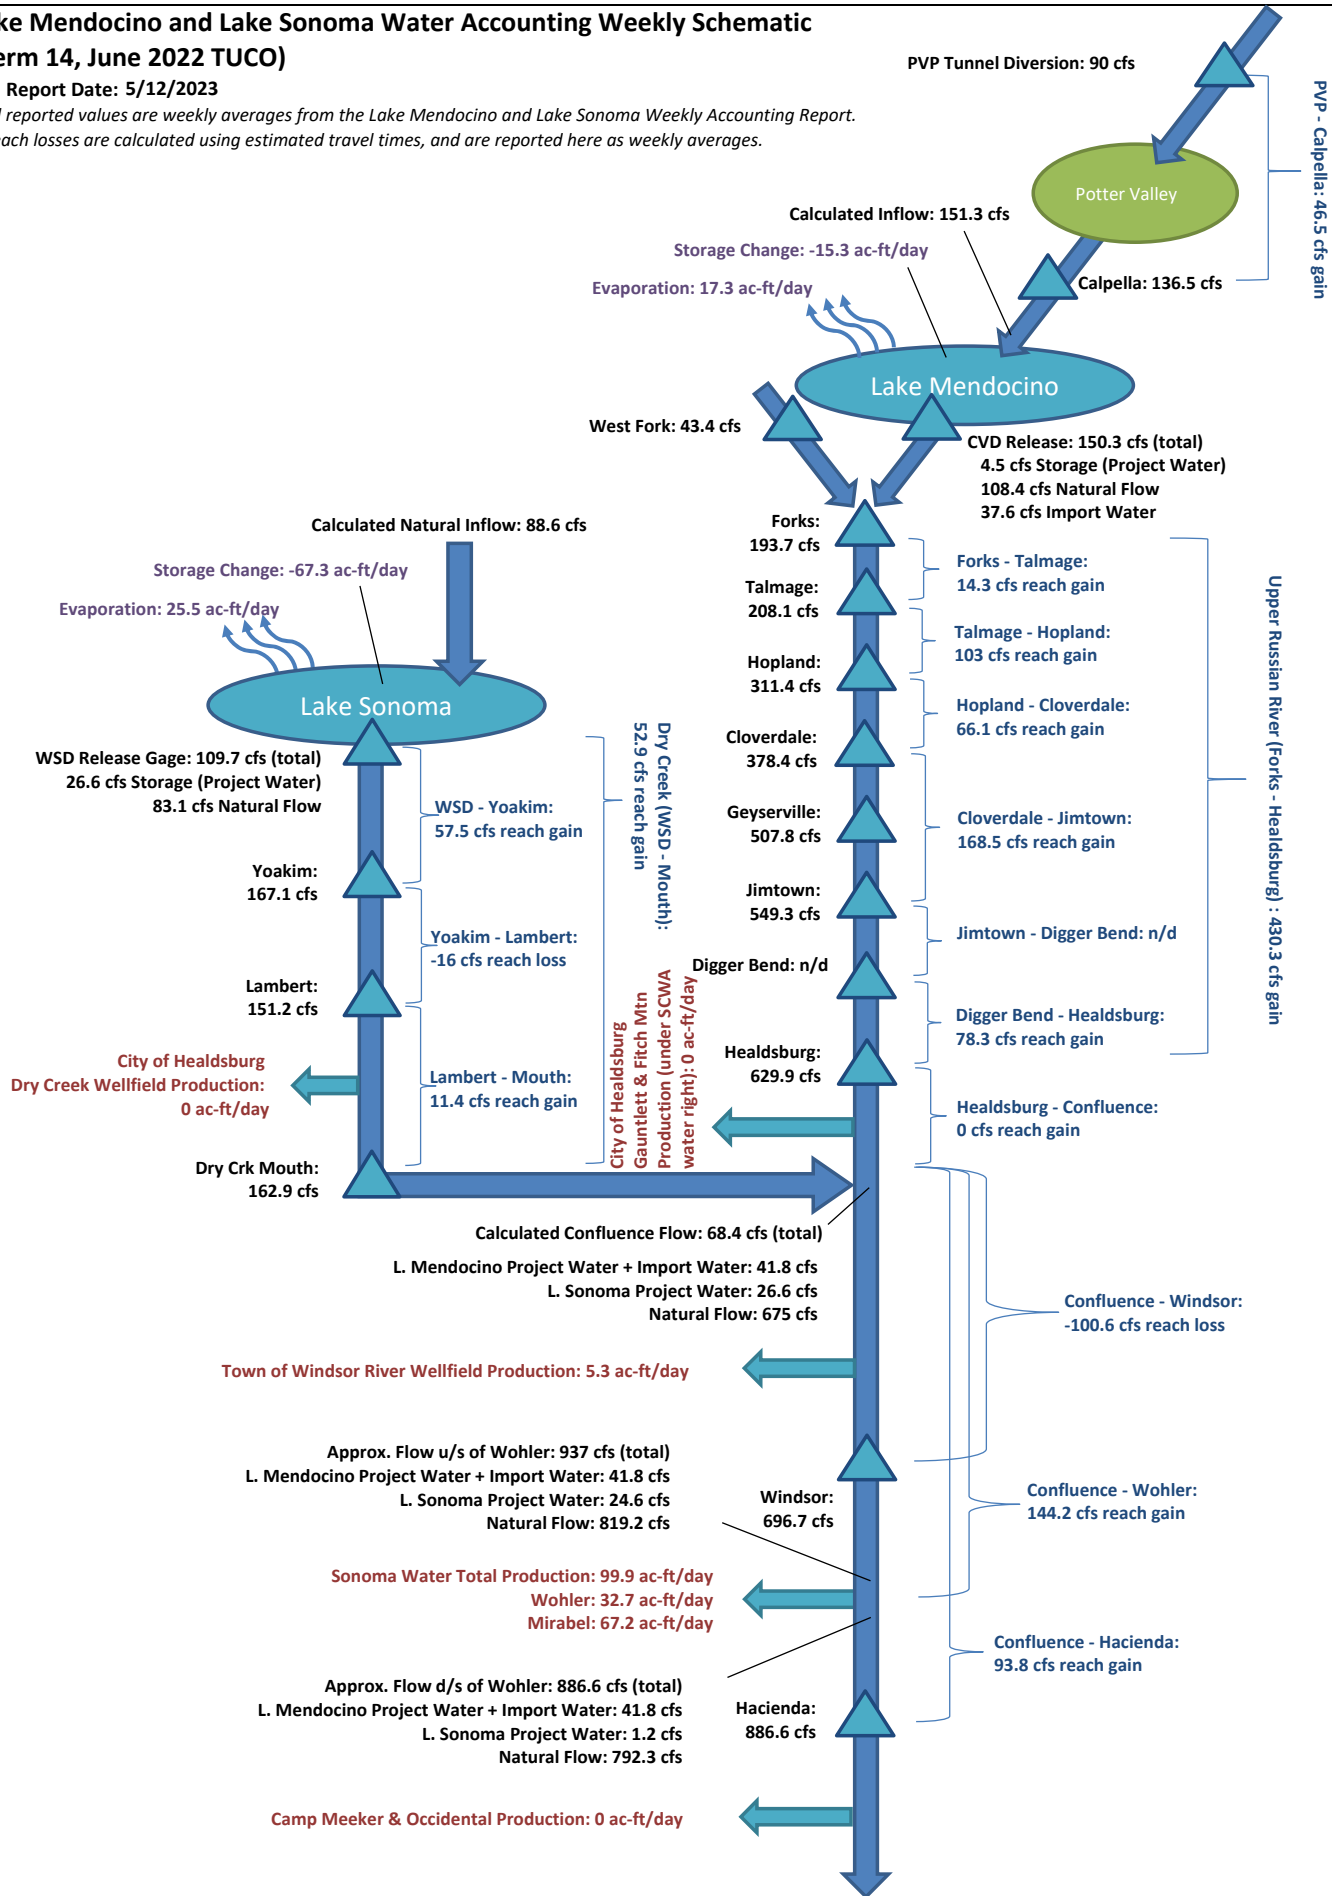 ke Mendocino and Lake Sonoma Water Accounting Weekly Schematic
erm 14, June 2022 TUCO)
Report Date: 5/12/2023
l reported values are weekly averages from the Lake Mendocino and Lake Sonoma Weekly Accounting Report.
each losses are calculated using estimated travel times, and are reported here as weekly averages.
PVP Tunnel Diversion: 90 cfs
PVP - Calpella: 46.5 cfs gain
Potter Valley
Calculated Inflow: 151.3 cfs
Storage Change: -15.3 ac-ft/day
Evaporation: 17.3 ac-ft/day
Calpella: 136.5 cfs
Lake Mendocino
West Fork: 43.4 cfs
CVD Release: 150.3 cfs (total)
4.5 cfs Storage (Project Water)
108.4 cfs Natural Flow
37.6 cfs Import Water
Forks:
193.7 cfs
Forks - Talmage:
14.3 cfs reach gain
Talmage:
208.1 cfs
Talmage - Hopland:
103 cfs reach gain
Hopland:
311.4 cfs
Hopland - Cloverdale:
66.1 cfs reach gain
Cloverdale:
378.4 cfs
Geyserville:
507.8 cfs
Cloverdale - Jimtown:
168.5 cfs reach gain
Jimtown:
549.3 cfs
Jimtown - Digger Bend: n/d
Digger Bend: n/d
Digger Bend - Healdsburg:
78.3 cfs reach gain
Healdsburg:
629.9 cfs
Healdsburg - Confluence:
0 cfs reach gain
Upper Russian River (Forks - Healdsburg) : 430.3 cfs gain
Calculated Natural Inflow: 88.6 cfs
Storage Change: -67.3 ac-ft/day
Evaporation: 25.5 ac-ft/day
Lake Sonoma
WSD Release Gage: 109.7 cfs (total)
26.6 cfs Storage (Project Water)
83.1 cfs Natural Flow
WSD - Yoakim:
57.5 cfs reach gain
Yoakim:
167.1 cfs
Yoakim - Lambert:
-16 cfs reach loss
Lambert:
151.2 cfs
Lambert - Mouth:
11.4 cfs reach gain
Dry Creek (WSD - Mouth):
52.9 cfs reach gain
City of Healdsburg
Dry Creek Wellfield Production:
0 ac-ft/day
City of Healdsburg
Gauntlett & Fitch Mtn
Production (under SCWA
water right): 0 ac-ft/day
Dry Crk Mouth:
162.9 cfs
Calculated Confluence Flow: 68.4 cfs (total)
L. Mendocino Project Water + Import Water: 41.8 cfs
L. Sonoma Project Water: 26.6 cfs
Natural Flow: 675 cfs
Confluence - Windsor:
-100.6 cfs reach loss
Town of Windsor River Wellfield Production: 5.3 ac-ft/day
Approx. Flow u/s of Wohler: 937 cfs (total)
L. Mendocino Project Water + Import Water: 41.8 cfs
L. Sonoma Project Water: 24.6 cfs
Natural Flow: 819.2 cfs
Windsor:
696.7 cfs
Confluence - Wohler:
144.2 cfs reach gain
Sonoma Water Total Production: 99.9 ac-ft/day
Wohler: 32.7 ac-ft/day
Mirabel: 67.2 ac-ft/day
Confluence - Hacienda:
93.8 cfs reach gain
Approx. Flow d/s of Wohler: 886.6 cfs (total)
L. Mendocino Project Water + Import Water: 41.8 cfs
L. Sonoma Project Water: 1.2 cfs
Natural Flow: 792.3 cfs
Hacienda:
886.6 cfs
Camp Meeker & Occidental Production: 0 ac-ft/day